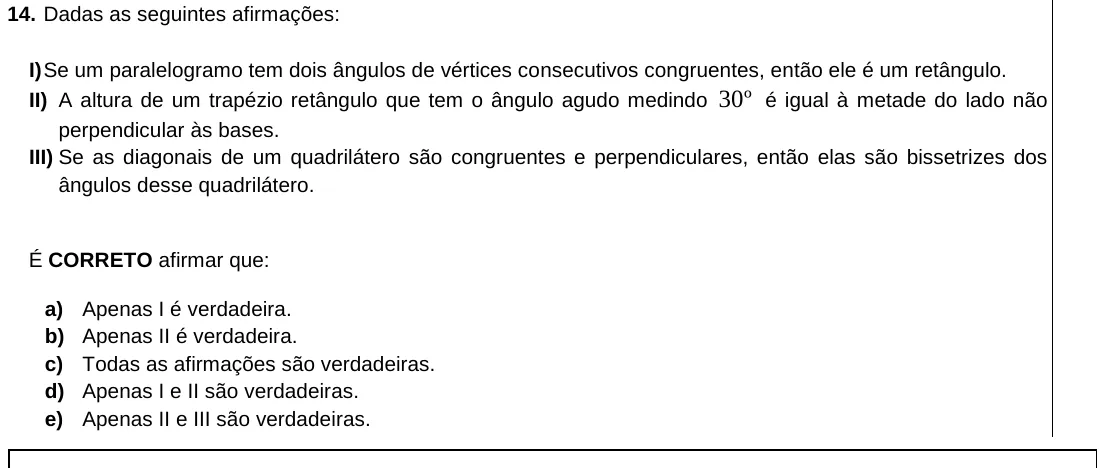 14. Dadas as seguintes afirmações:
I)Se um paralelogramo tem dois ângulos de vértices consecutivos congruentes, então ele é um retângulo.
II) A altura de um trapézio retângulo que tem o ângulo agudo medindo 30º é igual à metade do lado não
perpendicular às bases.
III) Se as diagonais de um quadrilátero são congruentes e perpendiculares, então elas são bissetrizes dos
ângulos desse quadrilátero.
É CORRETO afirmar que:
a) Apenas I é verdadeira.
b) Apenas II é verdadeira.
c) Todas as afirmações são verdadeiras.
d) Apenas I e II são verdadeiras.
e) Apenas II e III são verdadeiras.